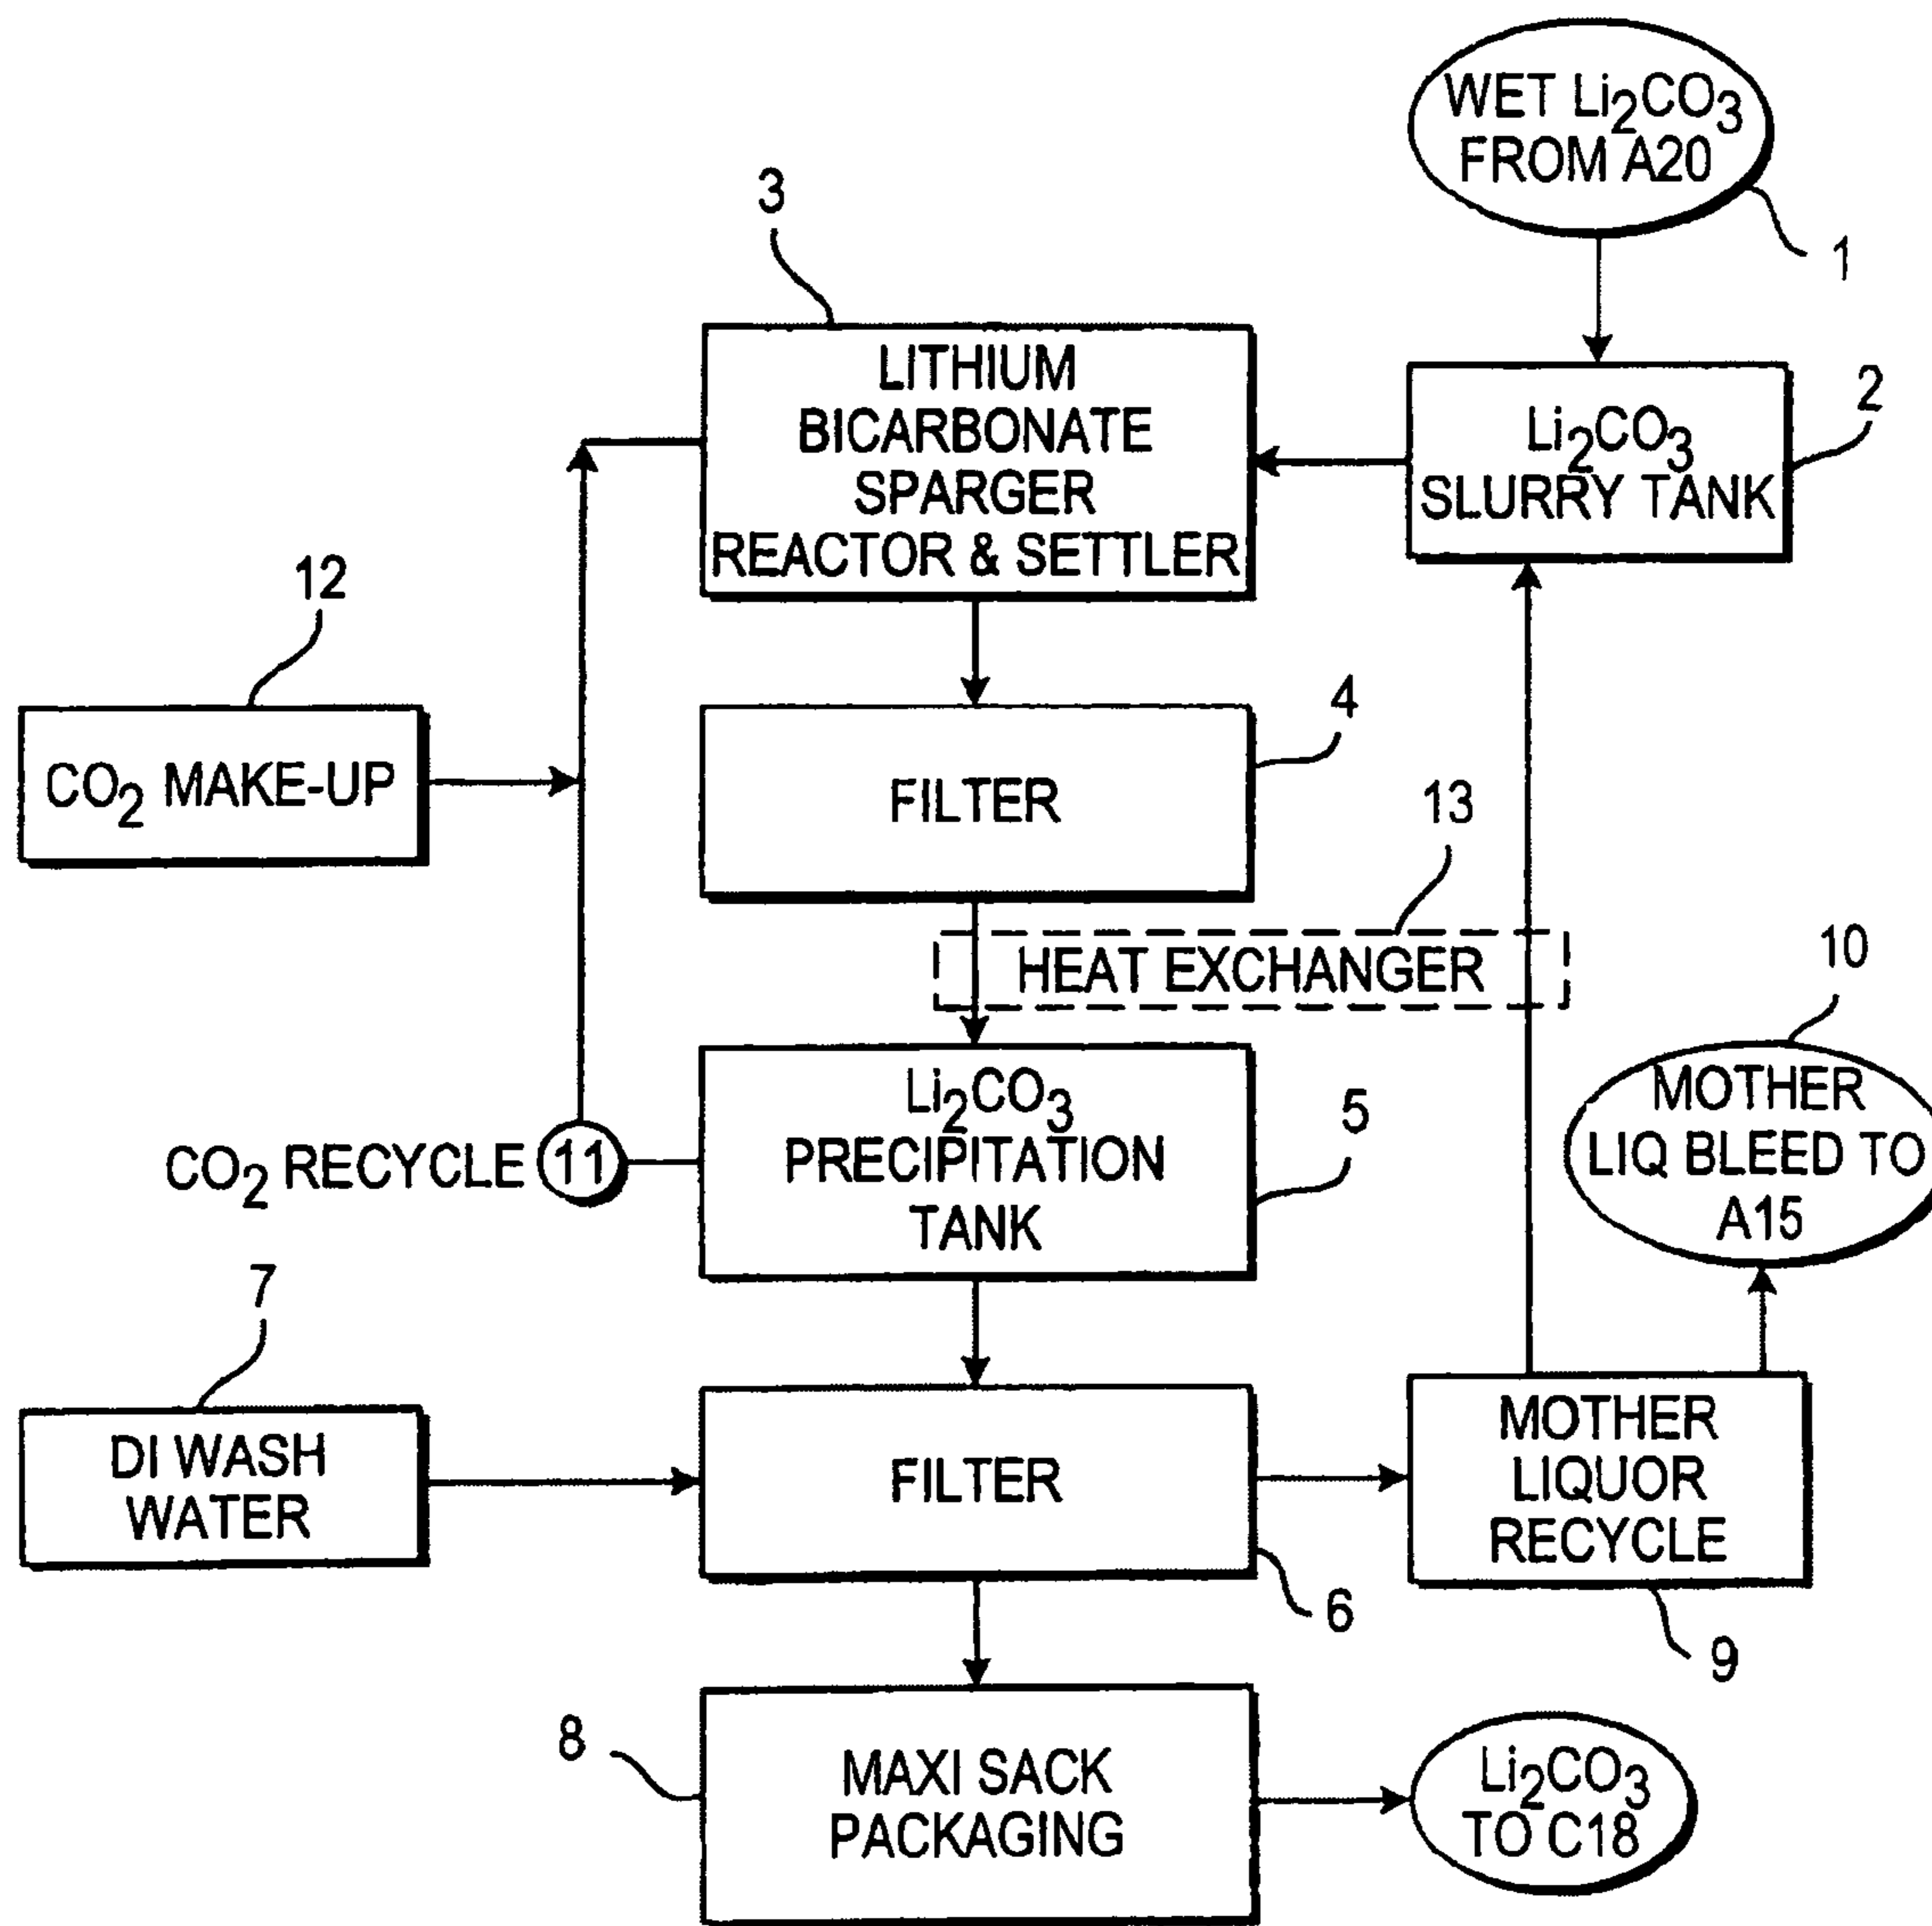 WET Li2CO3
FROM A20
1
3
LITHIUM
BICARBONATE
SPARGER
REACTOR & SETTLER
Li2CO3
SLURRY TANK
2
12
CO2 MAKE-UP
FILTER
4
13
HEAT EXCHANGER
10
MOTHER
LIQ BLEED TO
A15
Li2CO3
PRECIPITATION
TANK
5
CO2 RECYCLE 11
7
DI WASH
WATER
FILTER
6
MOTHER
LIQUOR
RECYCLE
9
8
MAXI SACK
PACKAGING
Li2CO3
TO C18